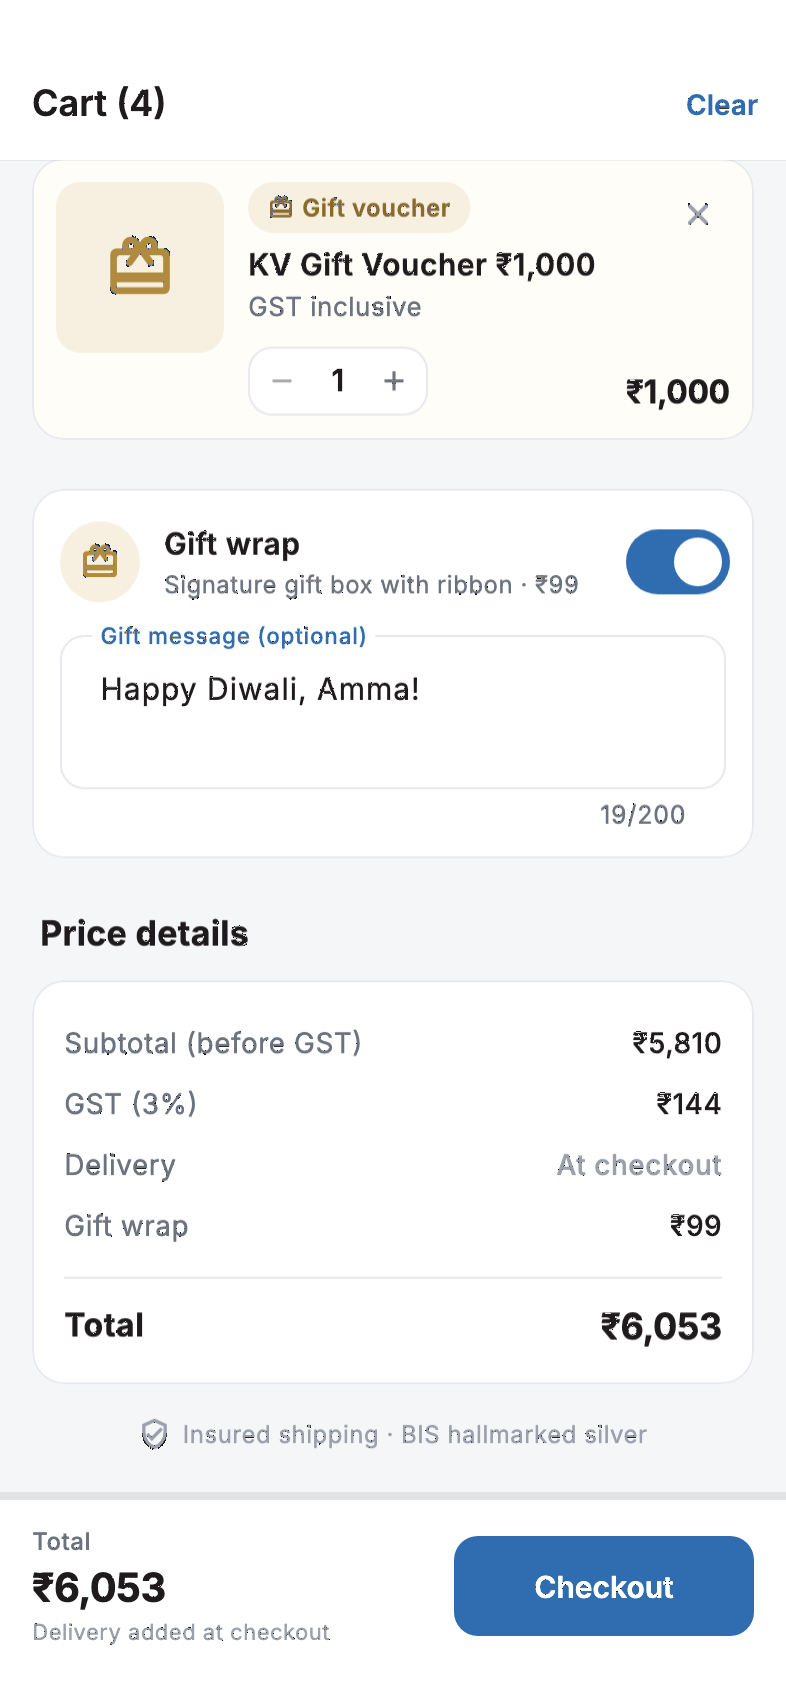 Cart (4)
Clear
Gift voucher
KV Gift Voucher ₹1,000
GST inclusive
− 1 +
₹1,000
Gift wrap
Signature gift box with ribbon · ₹99
Gift message (optional)
Happy Diwali, Amma!
19/200
Price details
Subtotal (before GST) ₹5,810
GST (3%) ₹144
Delivery At checkout
Gift wrap ₹99
Total ₹6,053
Insured shipping · BIS hallmarked silver
Total
₹6,053
Delivery added at checkout
Checkout